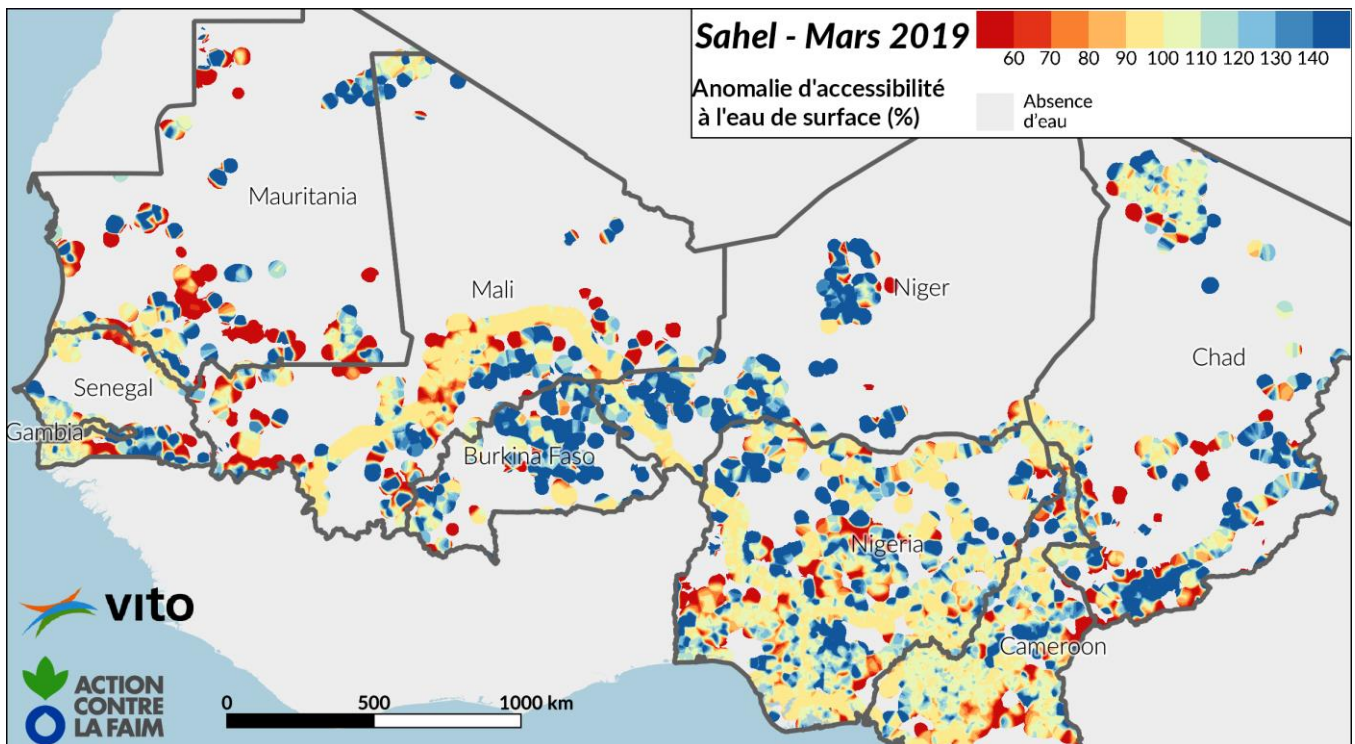 Sahel - Mars 2019
60 70 80 90 100 110 120 130 140
Anomalie d'accessibilité
à l'eau de surface (%)
Absence
d'eau
Mauritania
Mali
Niger
Chad
Senegal
Gambia
Burkina Faso
Nigeria
Cameroon
vito
ACTION
CONTRE
LA FAIM
0 500 1000 km